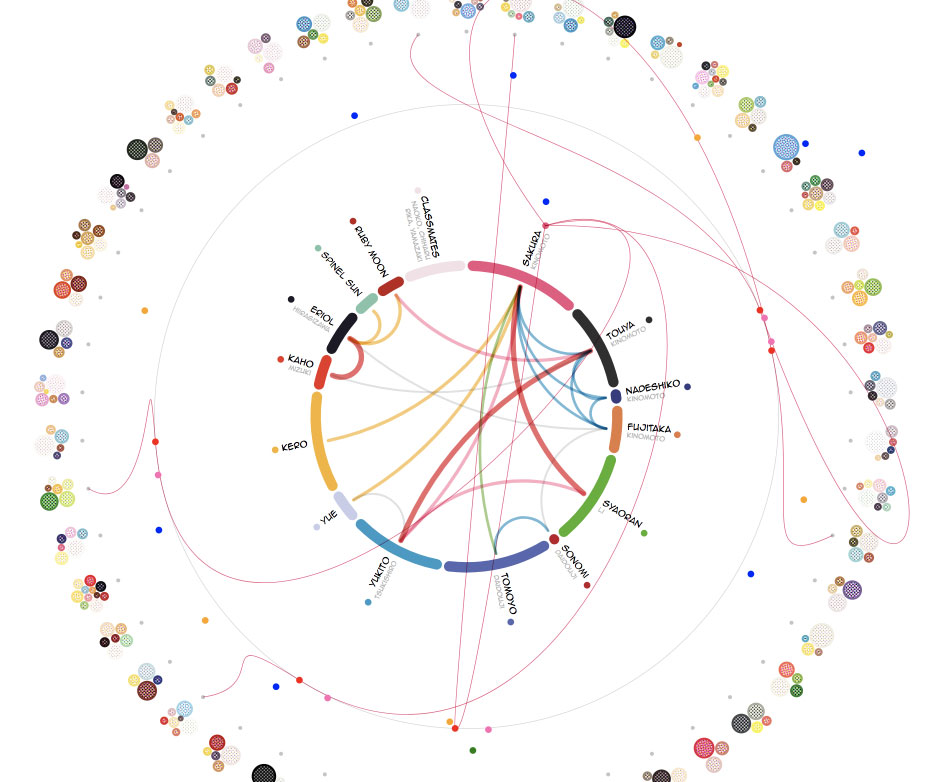 CLASSMATES
NAOKO, CHIHARU,
RIKA, YAMAZAKI
SAKURA
KINOMOTO
TOUYA
KINOMOTO
NADESHIKO
KINOMOTO
FUJITAKA
KINOMOTO
SYAORAN
LI
SONOMI
DAIDOUJI
TOMOYO
DAIDOUJI
YUKITO
TSUKISHIRO
YUE
KERO
KAHO
MIZUKI
ERIOL
HIIRAGIZAWA
SPINEL SUN
RUBY MOON